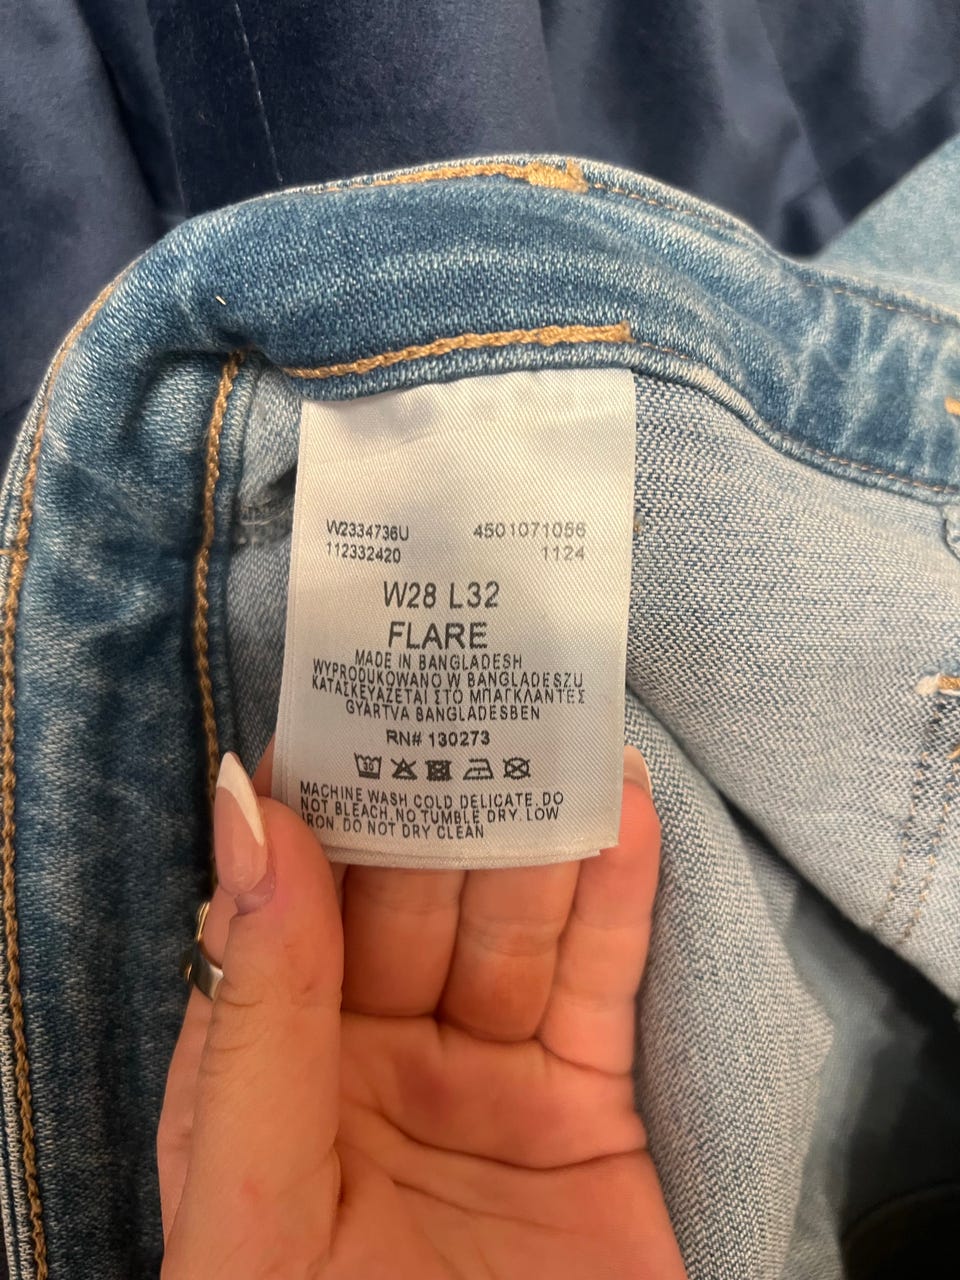 W2334736U 4501071056
112332420 1124
W28 L32
FLARE
MADE IN BANGLADESH
WYPRODUKOWANO W BANGLADESZU
ΚΑΤΑΣΚΕΥΑΖΕΤΑΙ ΣΤΟ ΜΠΑΓΚΛΑΝΤΕΣ
GYÁRTVA BANGLADESBEN
RN# 130273
30
MACHINE WASH COLD DELICATE. DO
NOT BLEACH. NO TUMBLE DRY. LOW
IRON. DO NOT DRY CLEAN